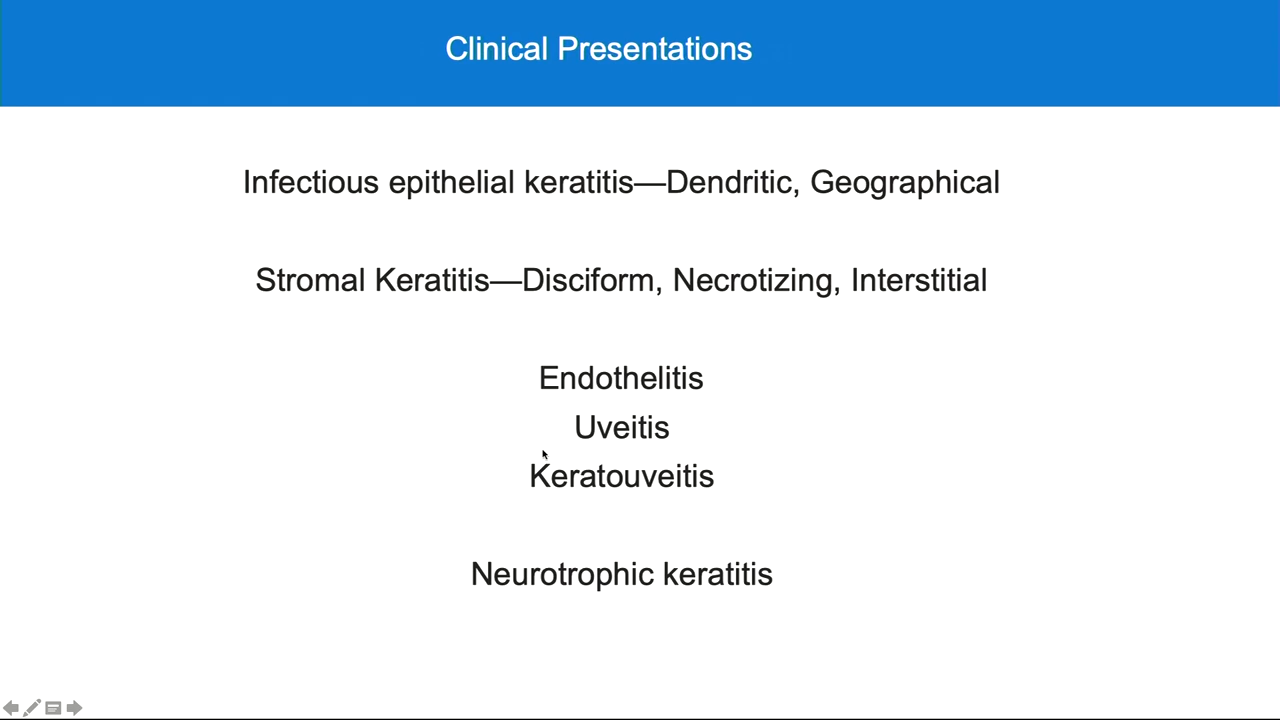 Clinical Presentations
Infectious epithelial keratitis—Dendritic, Geographical
Stromal Keratitis—Disciform, Necrotizing, Interstitial
Endothelitis
Uveitis
Keratouveitis
Neurotrophic keratitis